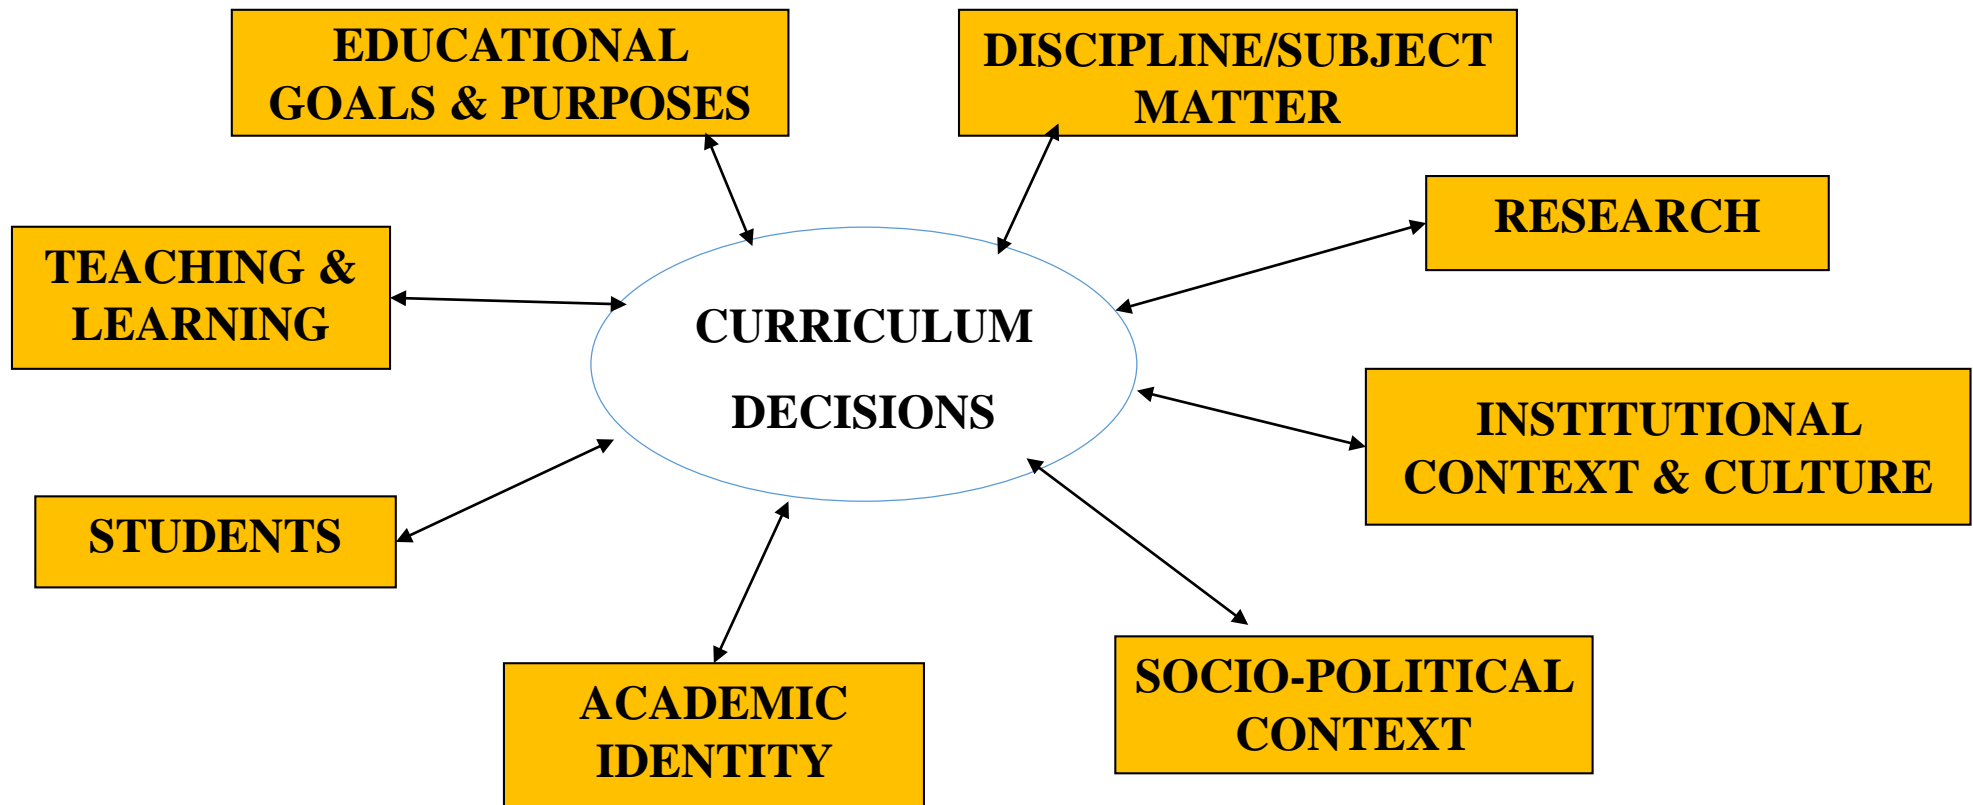 EDUCATIONAL
GOALS & PURPOSES
DISCIPLINE/SUBJECT
MATTER
RESEARCH
TEACHING &
LEARNING
CURRICULUM
DECISIONS
INSTITUTIONAL
CONTEXT & CULTURE
STUDENTS
ACADEMIC
IDENTITY
SOCIO-POLITICAL
CONTEXT